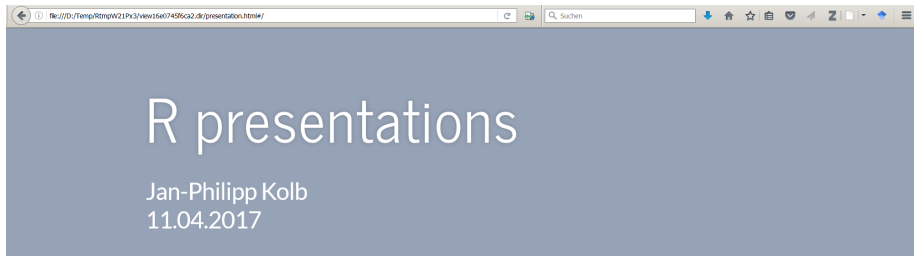 file:///D:/Temp/RtmpW21Px3/view16e0745f6ca2.dir/presentation.html#/
Suchen
R presentations
Jan-Philipp Kolb
11.04.2017